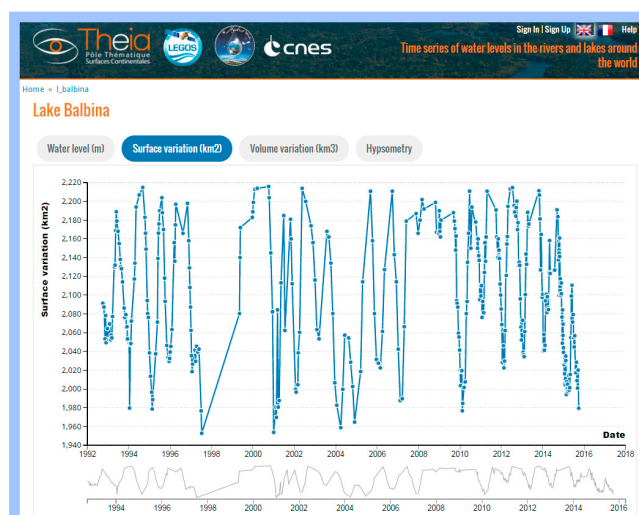 Sign In | Sign Up
Help
Theia
Pôle Thématique
Surfaces Continentales
LEGOS
cnes
Time series of water levels in the rivers and lakes around
the world
Home » l_balbina
Lake Balbina
Water level (m)
Surface variation (km2)
Volume variation (km3)
Hypsometry
Surface variation (km2)
2,220
2,200
2,180
2,160
2,140
2,120
2,100
2,080
2,060
2,040
2,020
2,000
1,980
1,960
1,940
Date
1992 1994 1996 1998 2000 2002 2004 2006 2008 2010 2012 2014 2016 2018
1994 1996 1998 2000 2002 2004 2006 2008 2010 2012 2014 2016